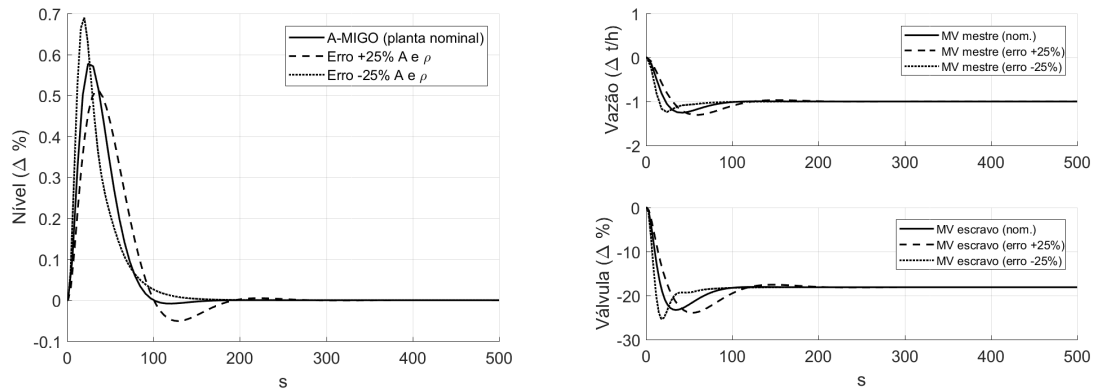 0.7
0.6
0.5
0.4
0.3
0.2
0.1
0
-0.1
Nível (Δ %)
0 100 200 300 400 500
s
A-MIGO (planta nominal)
Erro +25% A e ρ
Erro -25% A e ρ
1
0
-1
-2
Vazão (Δ t/h)
0 100 200 300 400 500
MV mestre (nom.)
MV mestre (erro +25%)
MV mestre (erro -25%)
0
-10
-20
-30
Válvula (Δ %)
0 100 200 300 400 500
s
MV escravo (nom.)
MV escravo (erro +25%)
MV escravo (erro -25%)